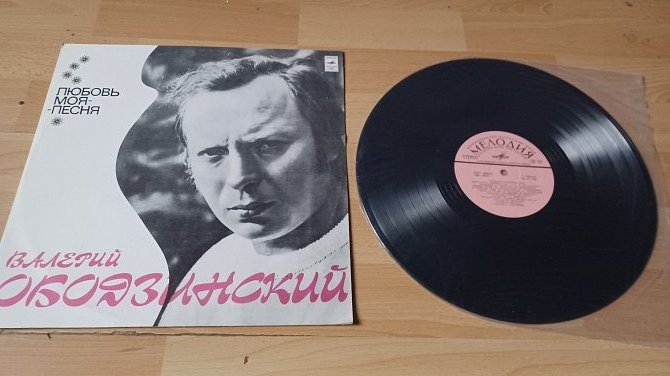 ЛЮБОВЬ
МОЯ-
-ПЕСНЯ
ВАЛЕРИЙ
ОБОДЗИНСКИЙ
МЕЛОДИЯ